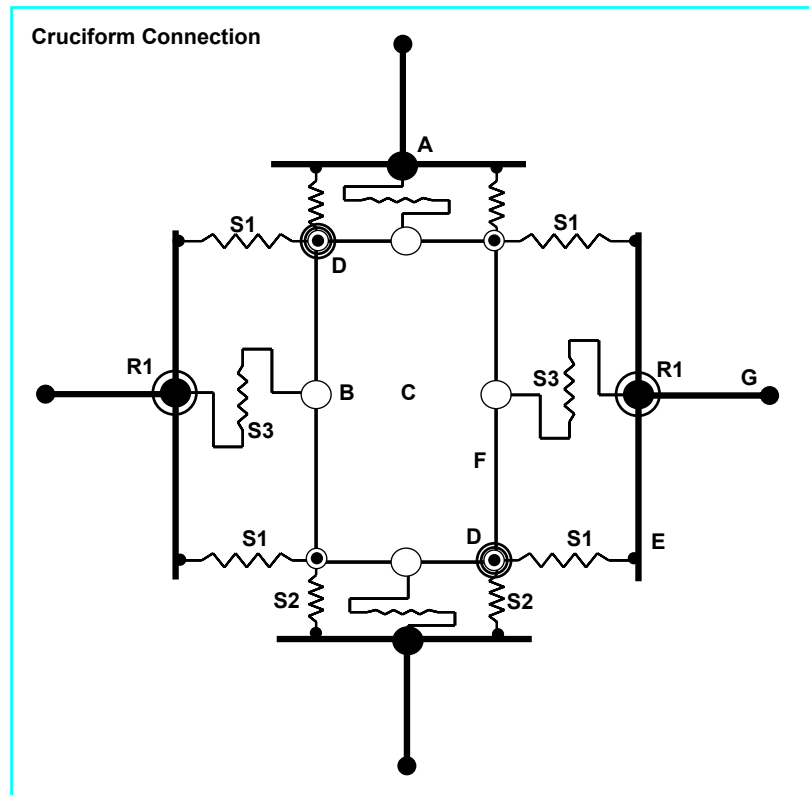 Cruciform Connection
A
S1
S1
D
R1
B
C
S3
R1
G
S3
F
S1
D
S1
E
S2
S2